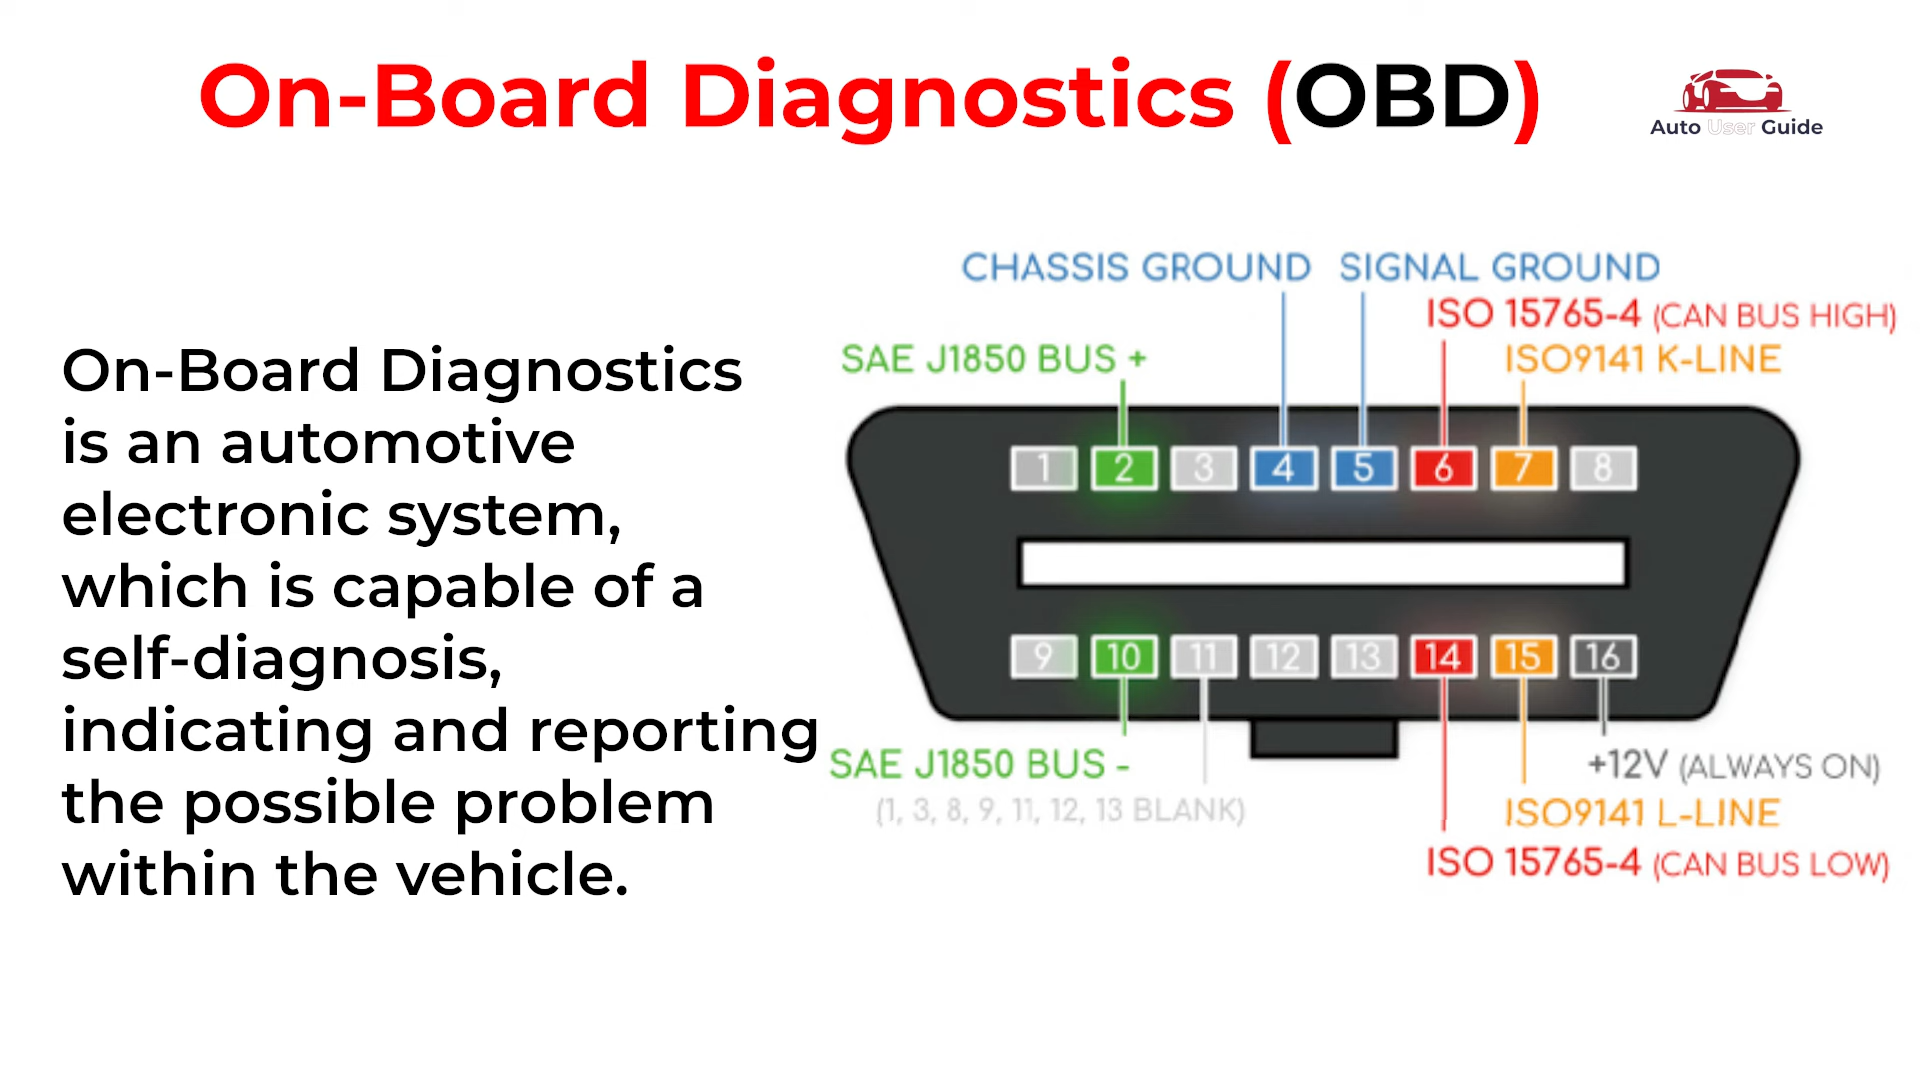 On-Board Diagnostics (OBD)
Auto User Guide
On-Board Diagnostics
is an automotive
electronic system,
which is capable of a
self-diagnosis,
indicating and reporting
the possible problem
within the vehicle.
CHASSIS GROUND
SIGNAL GROUND
ISO 15765-4 (CAN BUS HIGH)
SAE J1850 BUS +
ISO9141 K-LINE
1 2 3 4 5 6 7 8
9 10 11 12 13 14 15 16
SAE J1850 BUS -
+12V (ALWAYS ON)
(1, 3, 8, 9, 11, 12, 13 BLANK)
ISO9141 L-LINE
ISO 15765-4 (CAN BUS LOW)